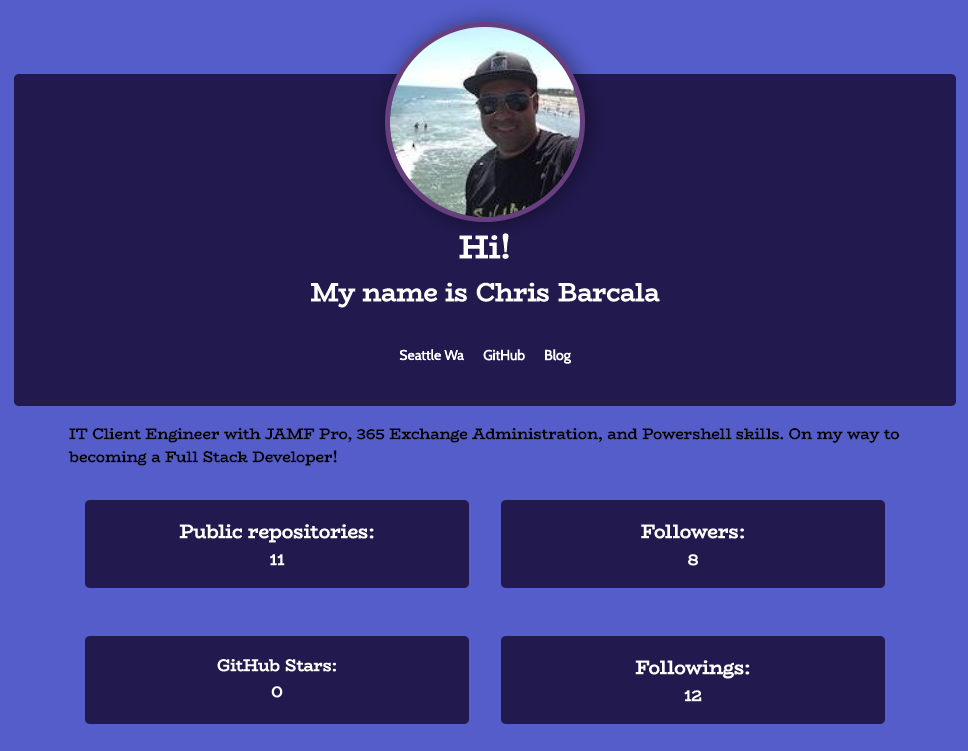 Hi!
My name is Chris Barcala
Seattle Wa GitHub Blog
IT Client Engineer with JAMF Pro, 365 Exchange Administration, and Powershell skills. On my way to
becoming a Full Stack Developer!
Public repositories:
11
Followers:
8
GitHub Stars:
0
Followings:
12